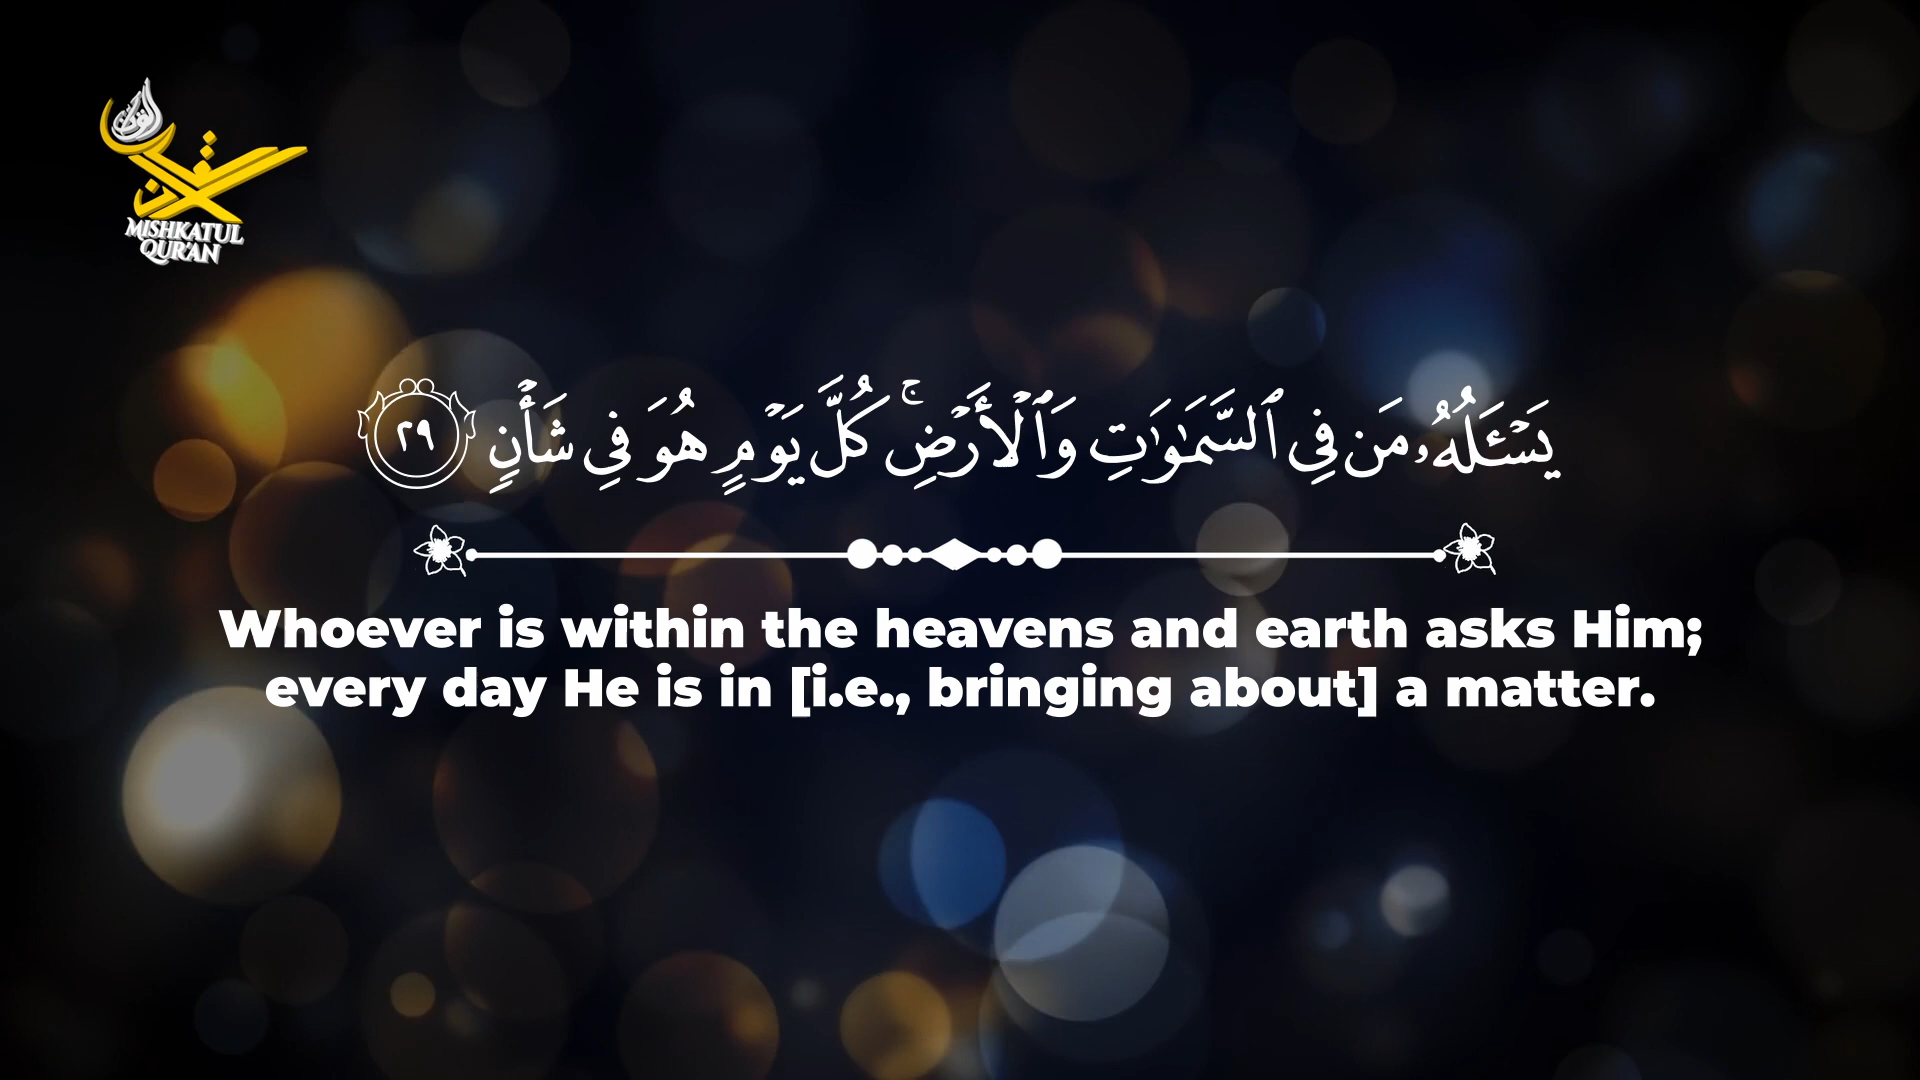 MISHKATUL
QUR'AN
يَسْـَٔلُهُۥ مَن فِى ٱلسَّمَـٰوَٰتِ وَٱلْأَرْضِ ۚ كُلَّ يَوْمٍ هُوَ فِى شَأْنٍ ٢٩
Whoever is within the heavens and earth asks Him;
every day He is in [i.e., bringing about] a matter.